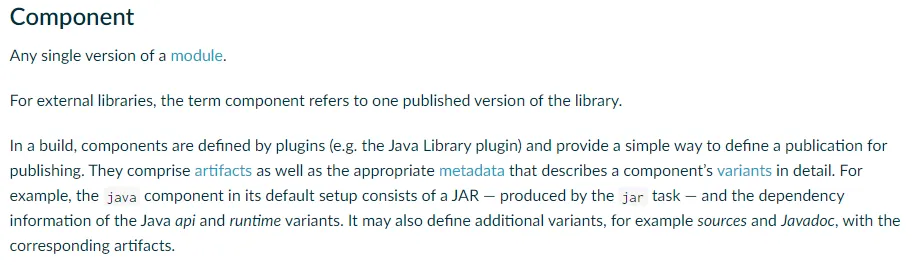 Component
Any single version of a module.
For external libraries, the term component refers to one published version of the library.
In a build, components are defined by plugins (e.g. the Java Library plugin) and provide a simple way to define a publication for
publishing. They comprise artifacts as well as the appropriate metadata that describes a component's variants in detail. For
example, the java component in its default setup consists of a JAR — produced by the jar task — and the dependency
information of the Java api and runtime variants. It may also define additional variants, for example sources and Javadoc, with the
corresponding artifacts.